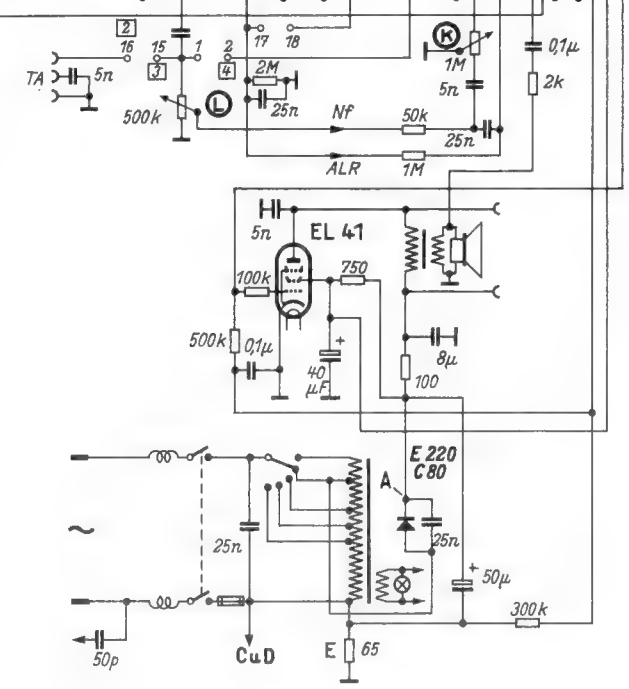 2
16 15 1 2 17 18
3 4
TA 5n
2M
25n
500k
L
K
1M
5n
0,1µ
2k
Nf
50k
25n
ALR
1M
5n
EL 41
750
100k
500k
0,1µ
40
µF
+
8µ
100
E 220
C 80
A
25n
25n
+
50µ
300k
50p
CuD
E 65
~